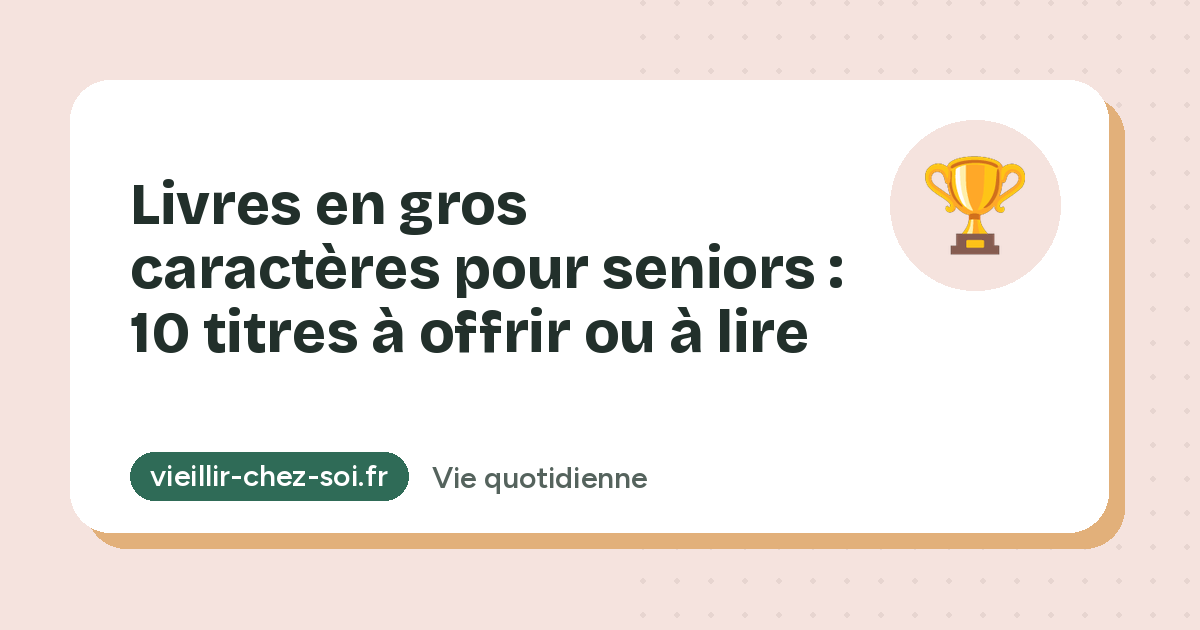 Livres en gros
caractères pour seniors :
10 titres à offrir ou à lire
vieillir-chez-soi.fr
Vie quotidienne